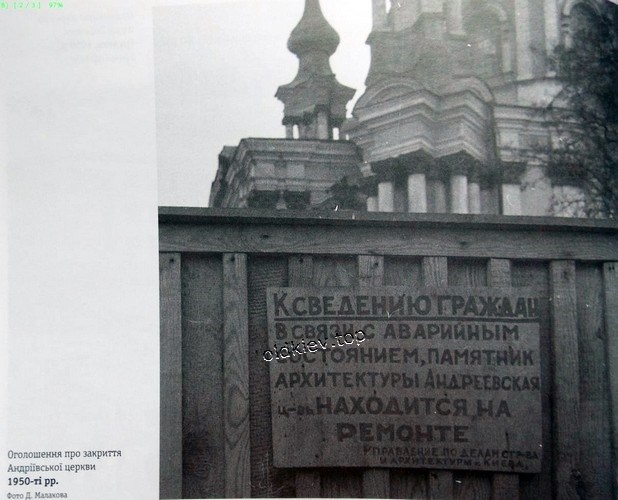 К СВЕДЕНИЮ ГРАЖДАН
В СВЯЗИ С АВАРИЙНЫМ
СОСТОЯНИЕМ, ПАМЯТНИК
АРХИТЕКТУРЫ АНДРЕЕВСКАЯ
Ц-ВЬ НАХОДИТСЯ НА
РЕМОНТЕ
УПРАВЛЕНИЕ ПО ДЕЛАМ СТР-ВА
И АРХИТЕКТУРЫ Г. КИЕВА.
oldkiev.top
Оголошення про закриття
Андріївської церкви
1950-ті рр.
Фото Д. Малакова